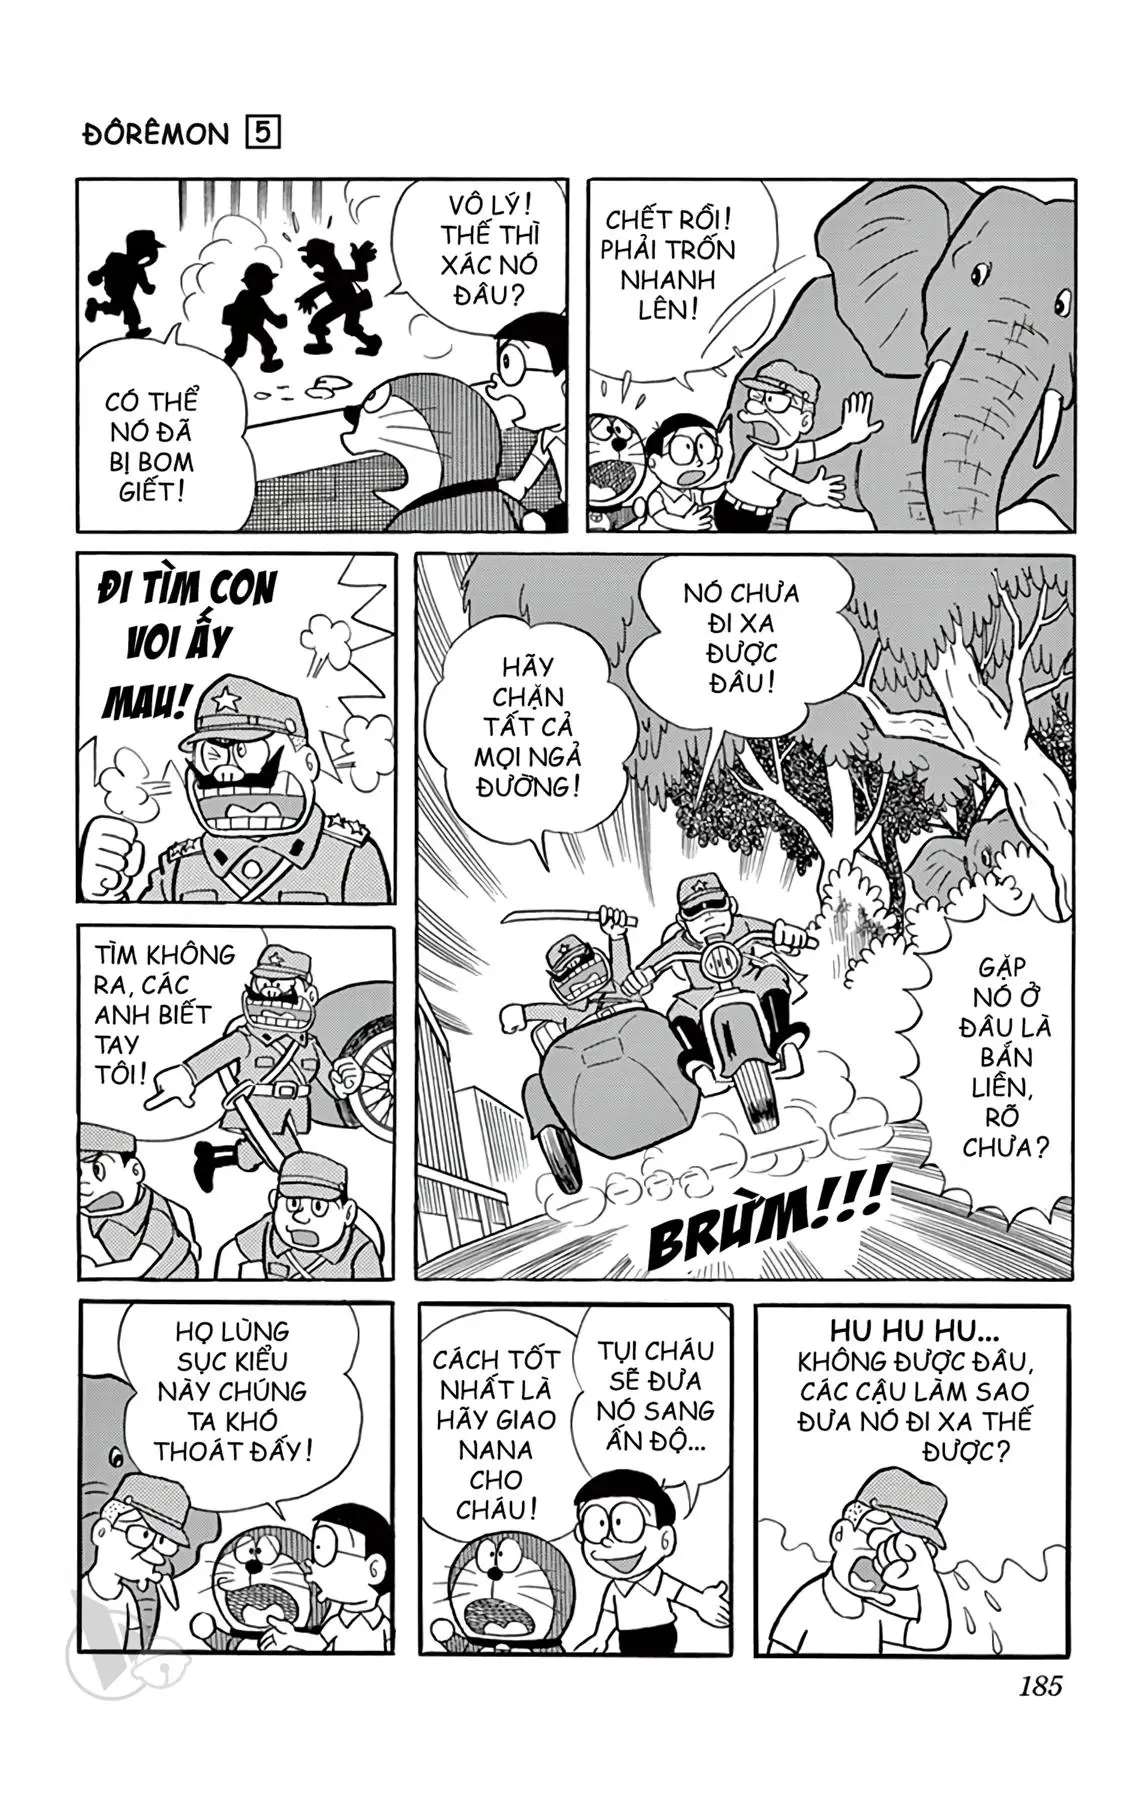 ĐÔRÊMON 5
VÔ LÝ!
THẾ THÌ
XÁC NÓ
ĐÂU?
CÓ THỂ
NÓ ĐÃ
BỊ BOM
GIẾT!
CHẾT RỒI!
PHẢI TRỐN
NHANH
LÊN!
ĐI TÌM CON
VOI ẤY
MAU!
NÓ CHƯA
ĐI XA
ĐƯỢC
ĐÂU!
HÃY
CHẶN
TẤT CẢ
MỌI NGẢ
ĐƯỜNG!
GẶP
NÓ Ở
ĐÂU LÀ
BẮN
LIỀN,
RÕ
CHƯA?
BRỪM!!!
TÌM KHÔNG
RA, CÁC
ANH BIẾT
TAY
TÔI!
HỌ LÙNG
SỤC KIỂU
NÀY CHÚNG
TA KHÓ
THOÁT ĐẤY!
CÁCH TỐT
NHẤT LÀ
HÃY GIAO
NANA
CHO
CHÁU!
TỤI CHÁU
SẼ ĐƯA
NÓ SANG
ẤN ĐỘ...
HU HU HU...
KHÔNG ĐƯỢC ĐÂU,
CÁC CẬU LÀM SAO
ĐƯA NÓ ĐI XA THẾ
ĐƯỢC?
185